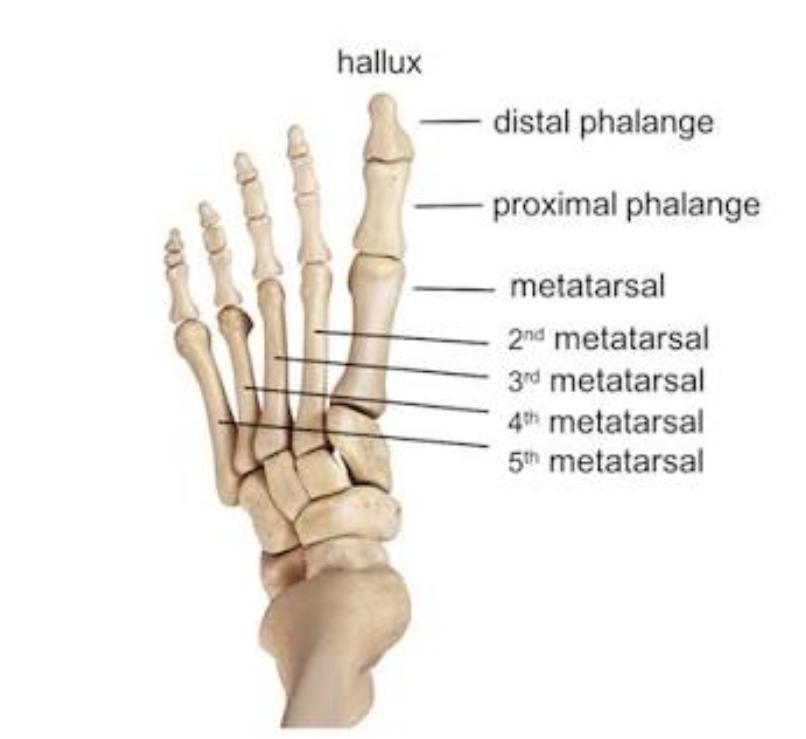 hallux
distal phalange
proximal phalange
metatarsal
2nd metatarsal
3rd metatarsal
4th metatarsal
5th metatarsal